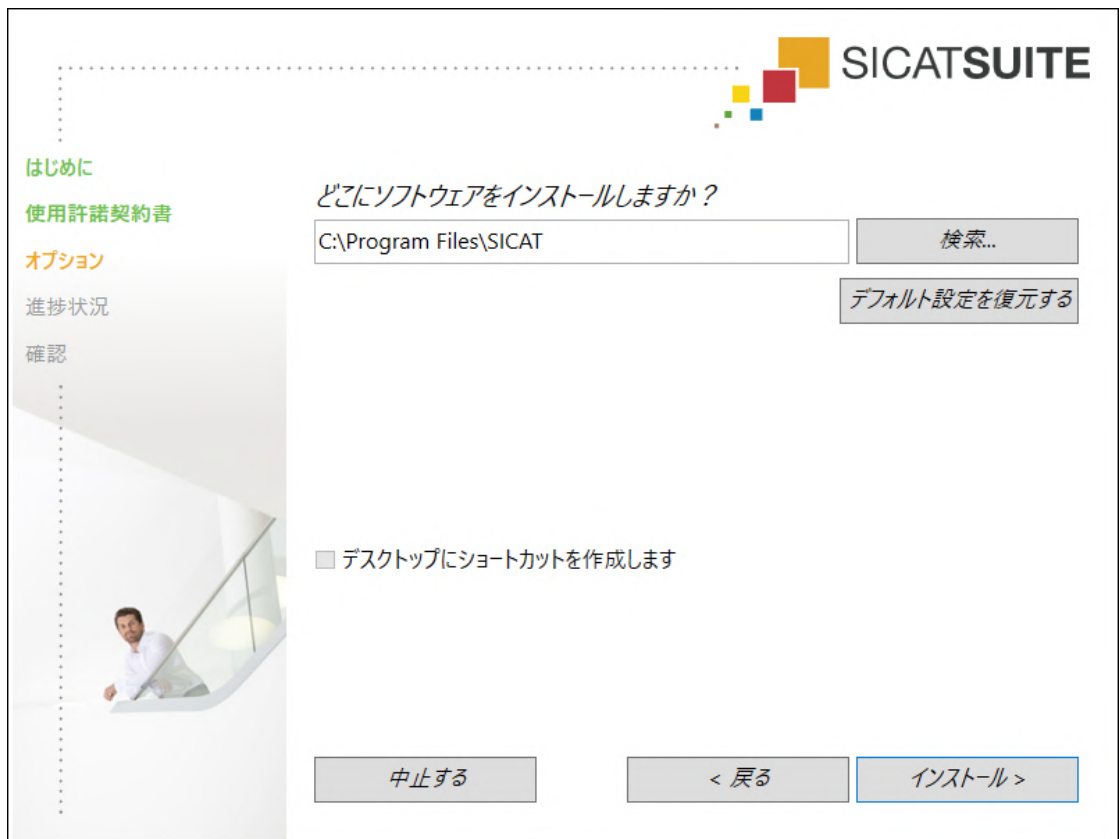 SICATSUITE
はじめに
使用許諾契約書
オプション
進捗状況
確認
どこにソフトウェアをインストールしますか？
C:\Program Files\SICAT
検索...
デフォルト設定を復元する
デスクトップにショートカットを作成します
中止する
< 戻る
インストール >